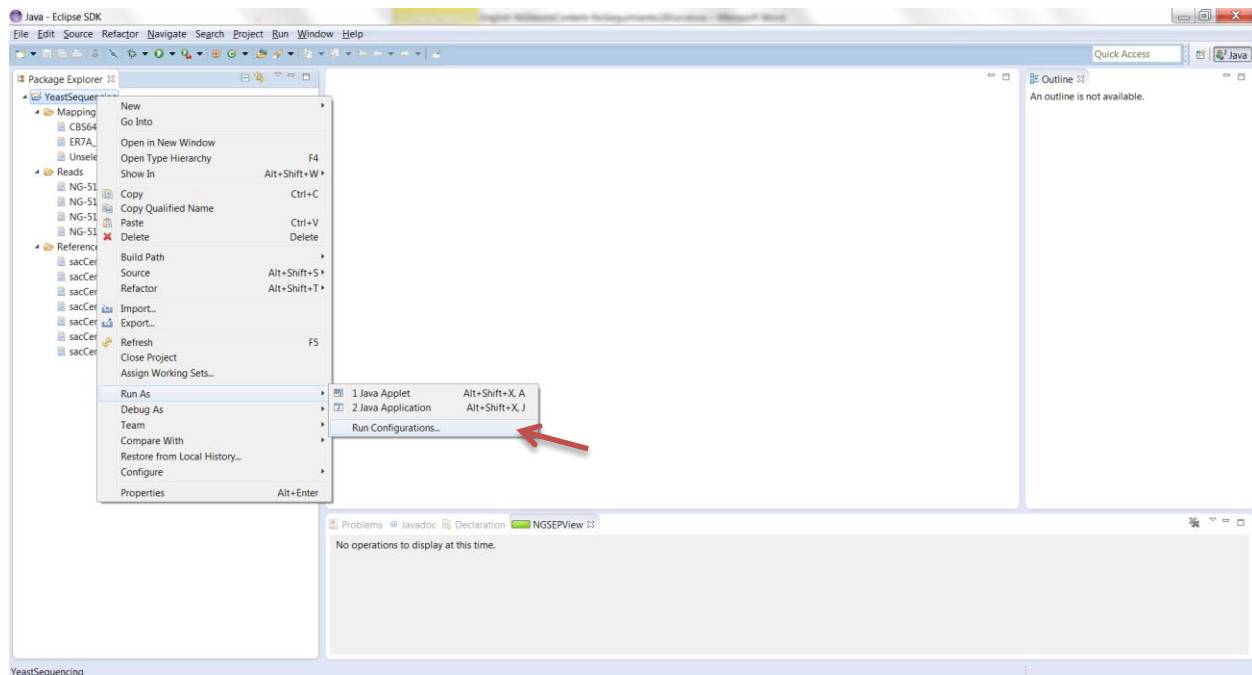 Java - Eclipse SDK
File Edit Source Refactor Navigate Search Project Run Window Help
Quick Access
Java
Package Explorer
YeastSequencing
Mapping
CBS64
ER7A_
Unsele
Reads
NG-51
NG-51
NG-51
NG-51
Reference
sacCer
sacCer
sacCer
sacCer
sacCer
sacCer
sacCer
New
Go Into
Open in New Window
Open Type Hierarchy F4
Show In Alt+Shift+W
Copy Ctrl+C
Copy Qualified Name
Paste Ctrl+V
Delete Delete
Build Path
Source Alt+Shift+S
Refactor Alt+Shift+T
Import...
Export...
Refresh F5
Close Project
Assign Working Sets...
Run As
Debug As
Team
Compare With
Restore from Local History...
Configure
Properties Alt+Enter
1 Java Applet Alt+Shift+X, A
2 Java Application Alt+Shift+X, J
Run Configurations...
Outline
An outline is not available.
Problems Javadoc Declaration NGSEPView
No operations to display at this time.
YeastSequencing